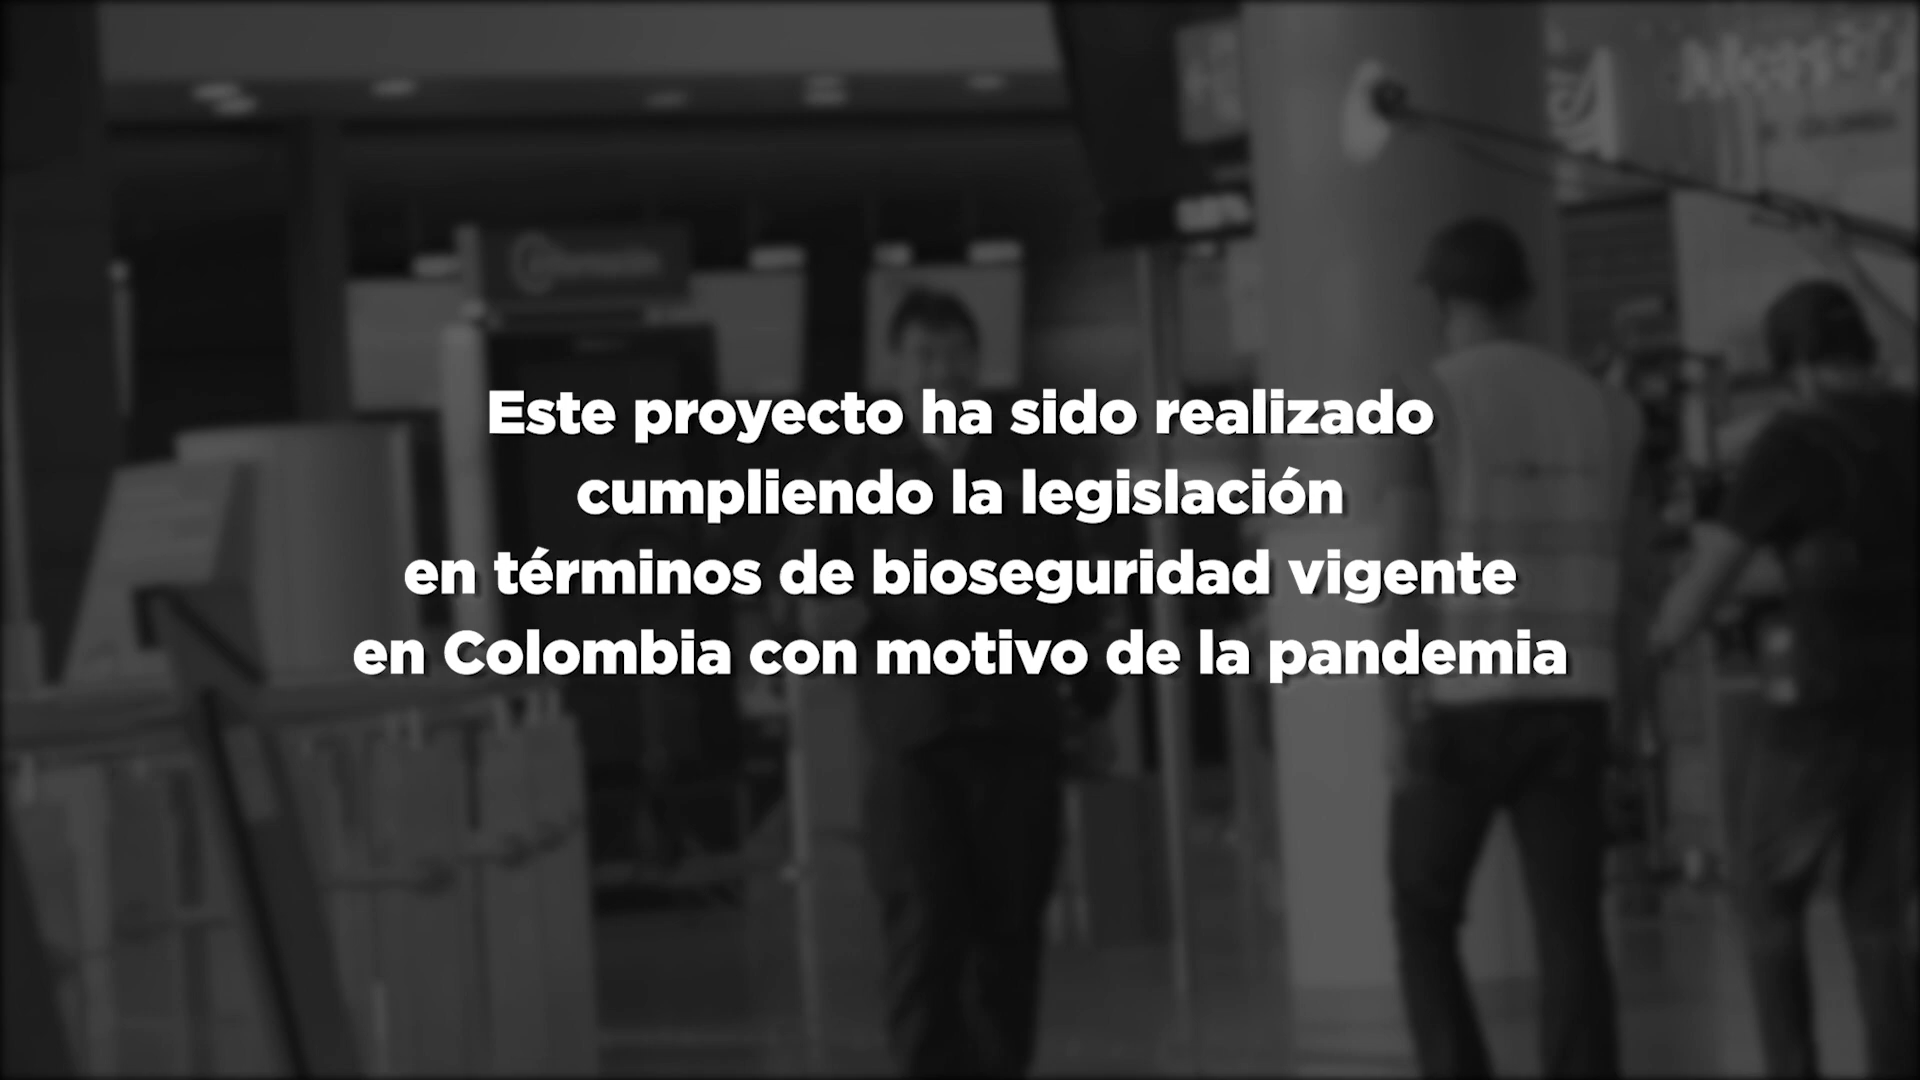 Este proyecto ha sido realizado
cumpliendo la legislación
en términos de bioseguridad vigente
en Colombia con motivo de la pandemia